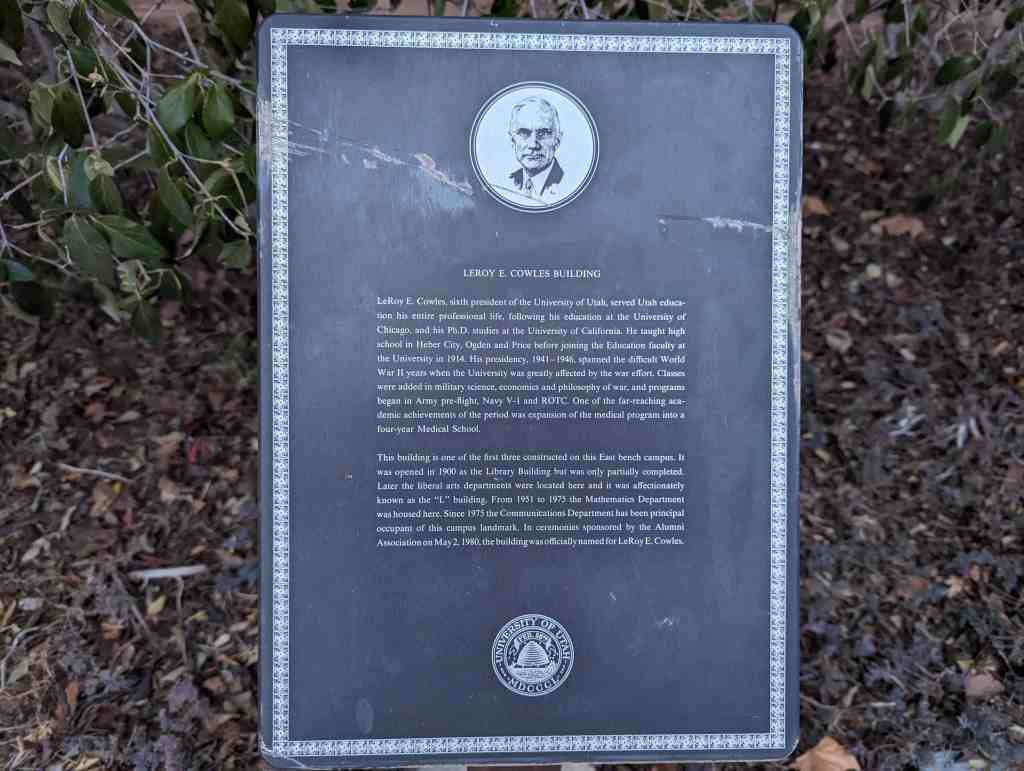 LEROY E. COWLES BUILDING
LeRoy E. Cowles, sixth president of the University of Utah, served Utah educa-
tion his entire professional life, following his education at the University of
Chicago, and his Ph.D. studies at the University of California. He taught high
school in Heber City, Ogden and Price before joining the Education faculty at
the University in 1914. His presidency, 1941–1946, spanned the difficult World
War II years when the University was greatly affected by the war effort. Classes
were added in military science, economics and philosophy of war, and programs
began in Army pre-flight, Navy V-1 and ROTC. One of the far-reaching aca-
demic achievements of the period was expansion of the medical program into a
four-year Medical School.
This building is one of the first three constructed on this East bench campus. It
was opened in 1900 as the Library Building but was only partially completed.
Later the liberal arts departments were located here and it was affectionately
known as the “L” building. From 1951 to 1975 the Mathematics Department
was housed here. Since 1975 the Communications Department has been principal
occupant of this campus landmark. In ceremonies sponsored by the Alumni
Association on May 2, 1980, the building was officially named for LeRoy E. Cowles.
UNIVERSITY OF UTAH
FEB. 28TH
MDCCCL